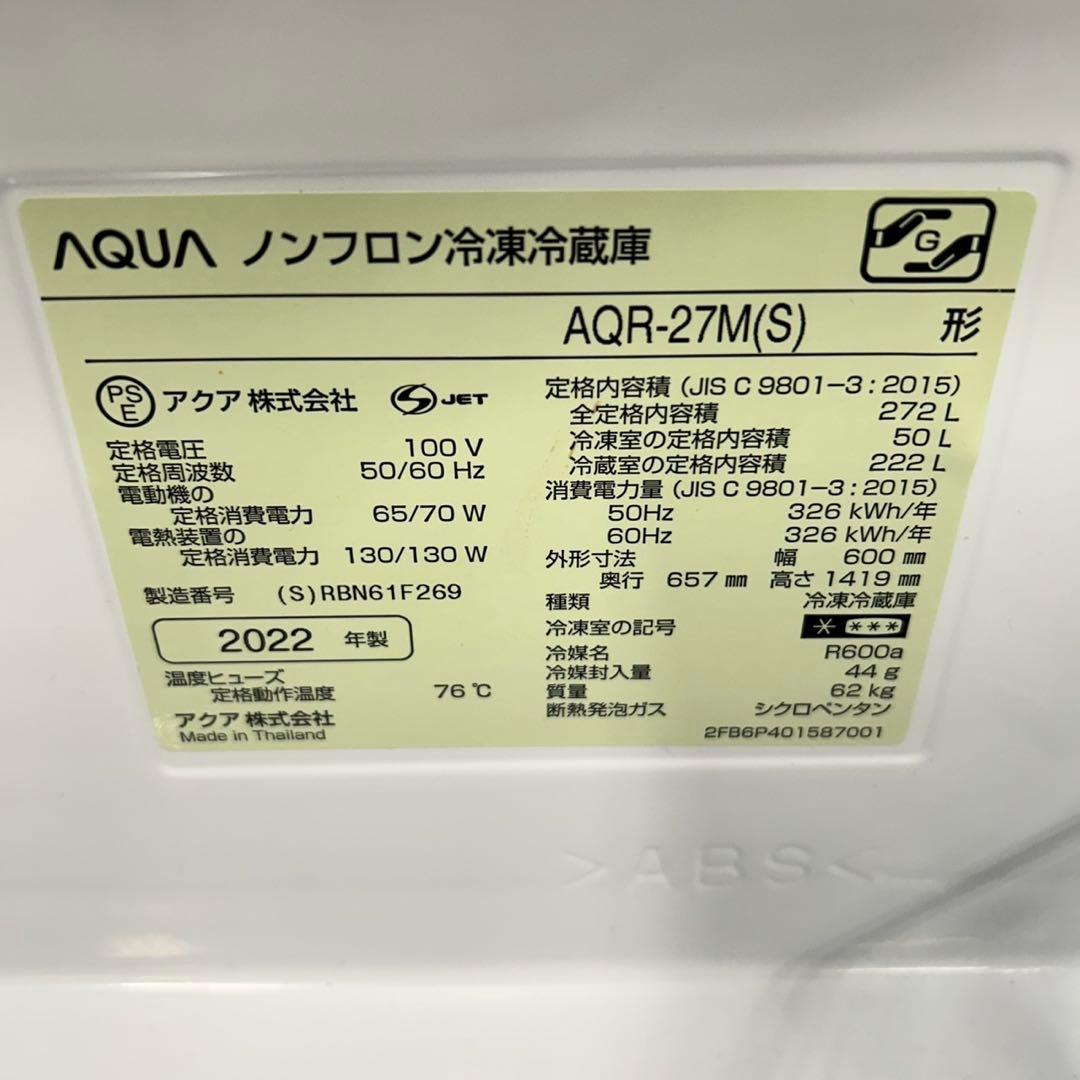 AQUA ノンフロン冷凍冷蔵庫
G
AQR-27M(S) 形
PS E アクア 株式会社 S JET
定格電圧 100 V
定格周波数 50/60 Hz
電動機の
定格消費電力 65/70 W
電熱装置の
定格消費電力 130/130 W
製造番号 (S)RBN61F269
2022 年製
温度ヒューズ
定格動作温度 76 ℃
アクア 株式会社
Made in Thailand
定格内容積 (JIS C 9801-3:2015)
全定格内容積 272 L
冷凍室の定格内容積 50 L
冷蔵室の定格内容積 222 L
消費電力量 (JIS C 9801-3:2015)
50Hz 326 kWh/年
60Hz 326 kWh/年
外形寸法 幅 600 mm
奥行 657 mm 高さ 1419 mm
種類 冷凍冷蔵庫
冷凍室の記号 * ***
冷媒名 R600a
冷媒封入量 44 g
質量 62 kg
断熱発泡ガス シクロペンタン
2FB6P401587001
>ABS<